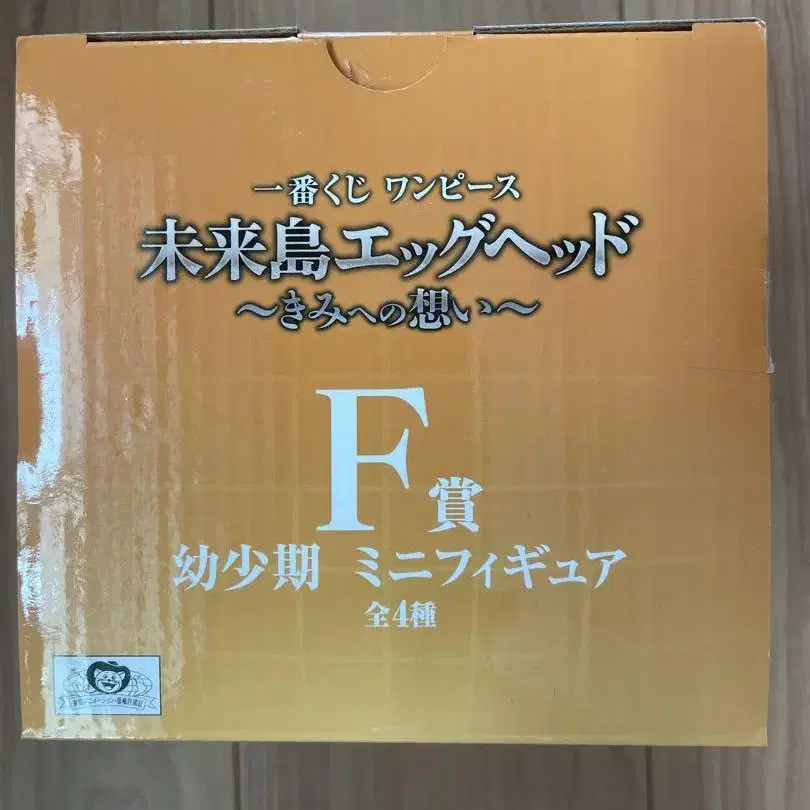 一番くじ ワンピース
未来島エッグヘッド
～きみへの想い～
F賞
幼少期 ミニフィギュア
全4種